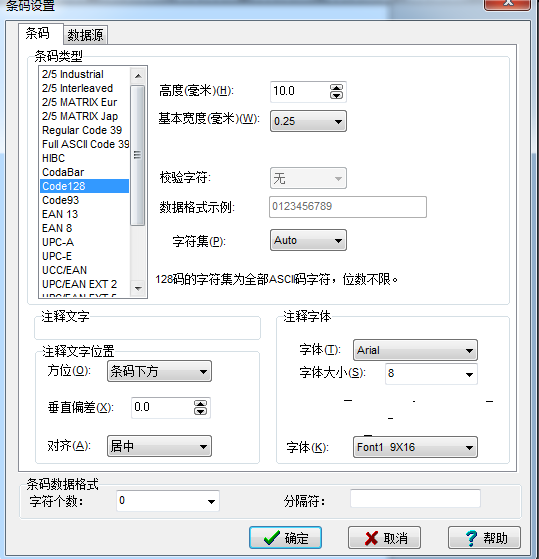 条码设置
条码
数据源
条码类型
2/5 Industrial
2/5 Interleaved
2/5 MATRIX Eur
2/5 MATRIX Jap
Regular Code 39
Full ASCII Code 39
HIBC
CodaBar
Code128
Code93
EAN 13
EAN 8
UPC-A
UPC-E
UCC/EAN
UPC/EAN EXT 2
UPC/EAN EXT 5
高度(毫米)(H): 10.0
基本宽度(毫米)(W): 0.25
校验字符: 无
数据格式示例: 0123456789
字符集(P): Auto
128码的字符集为全部ASCII码字符，位数不限。
注释文字
注释文字位置
方位(O): 条码下方
垂直偏差(X): 0.0
对齐(A): 居中
注释字体
字体(T): Arial
字体大小(S): 8
字体(K): Font1 9X16
条码数据格式
字符个数: 0
分隔符:
确定
取消
帮助